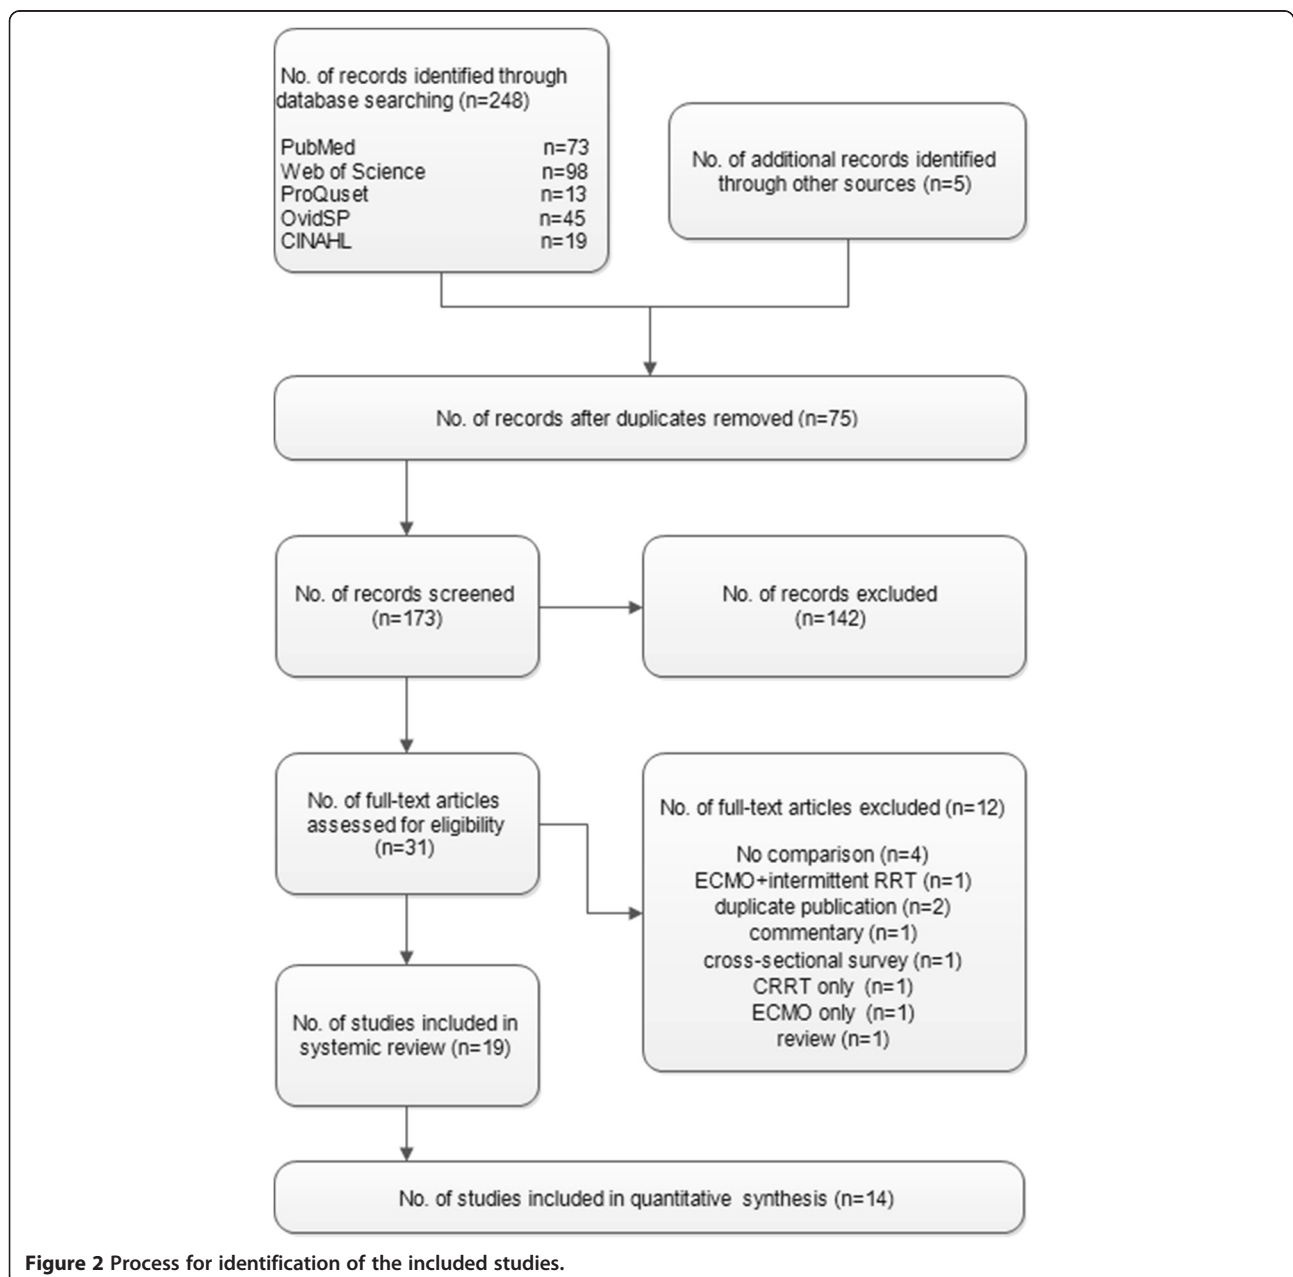 No. of records identified through
database searching (n=248)
PubMed n=73
Web of Science n=98
ProQuset n=13
OvidSP n=45
CINAHL n=19
No. of additional records identified
through other sources (n=5)
No. of records after duplicates removed (n=75)
No. of records screened
(n=173)
No. of records excluded
(n=142)
No. of full-text articles
assessed for eligibility
(n=31)
No. of full-text articles excluded (n=12)
No comparison (n=4)
ECMO+intermittent RRT (n=1)
duplicate publication (n=2)
commentary (n=1)
cross-sectional survey (n=1)
CRRT only (n=1)
ECMO only (n=1)
review (n=1)
No. of studies included in
systemic review (n=19)
No. of studies included in quantitative synthesis (n=14)
Figure 2 Process for identification of the included studies.